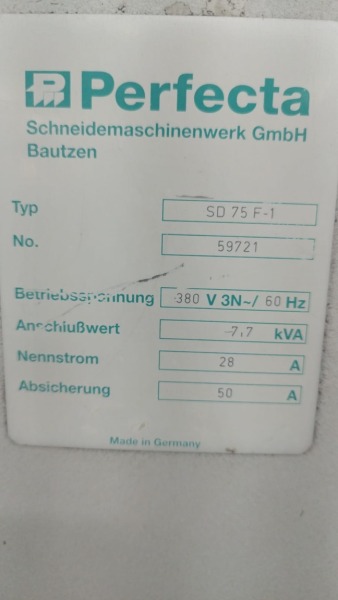 Perfecta
Schneidemaschinenwerk GmbH
Bautzen
Typ SD 75 F-1
No. 59721
Betriebsspannung 380 V 3N~/ 60 Hz
Anschlußwert 7,7 kVA
Nennstrom 28 A
Absicherung 50 A
Made in Germany